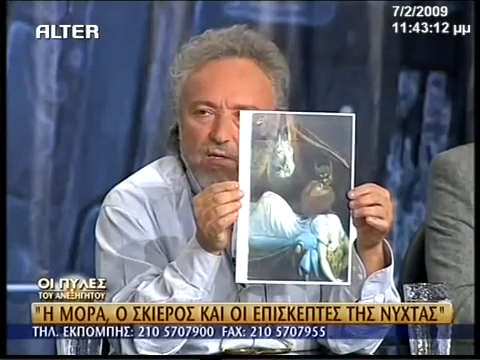 ALTER
7/2/2009
11:43:12 μμ
ΟΙ ΠΥΛΕΣ
ΤΟΥ ΑΝΕΞΗΓΗΤΟΥ
"Η ΜΟΡΑ, Ο ΣΚΙΕΡΟΣ ΚΑΙ ΟΙ ΕΠΙΣΚΕΠΤΕΣ ΤΗΣ ΝΥΧΤΑΣ"
ΤΗΛ. ΕΚΠΟΜΠΗΣ: 210 5707900 FAX: 210 5707955